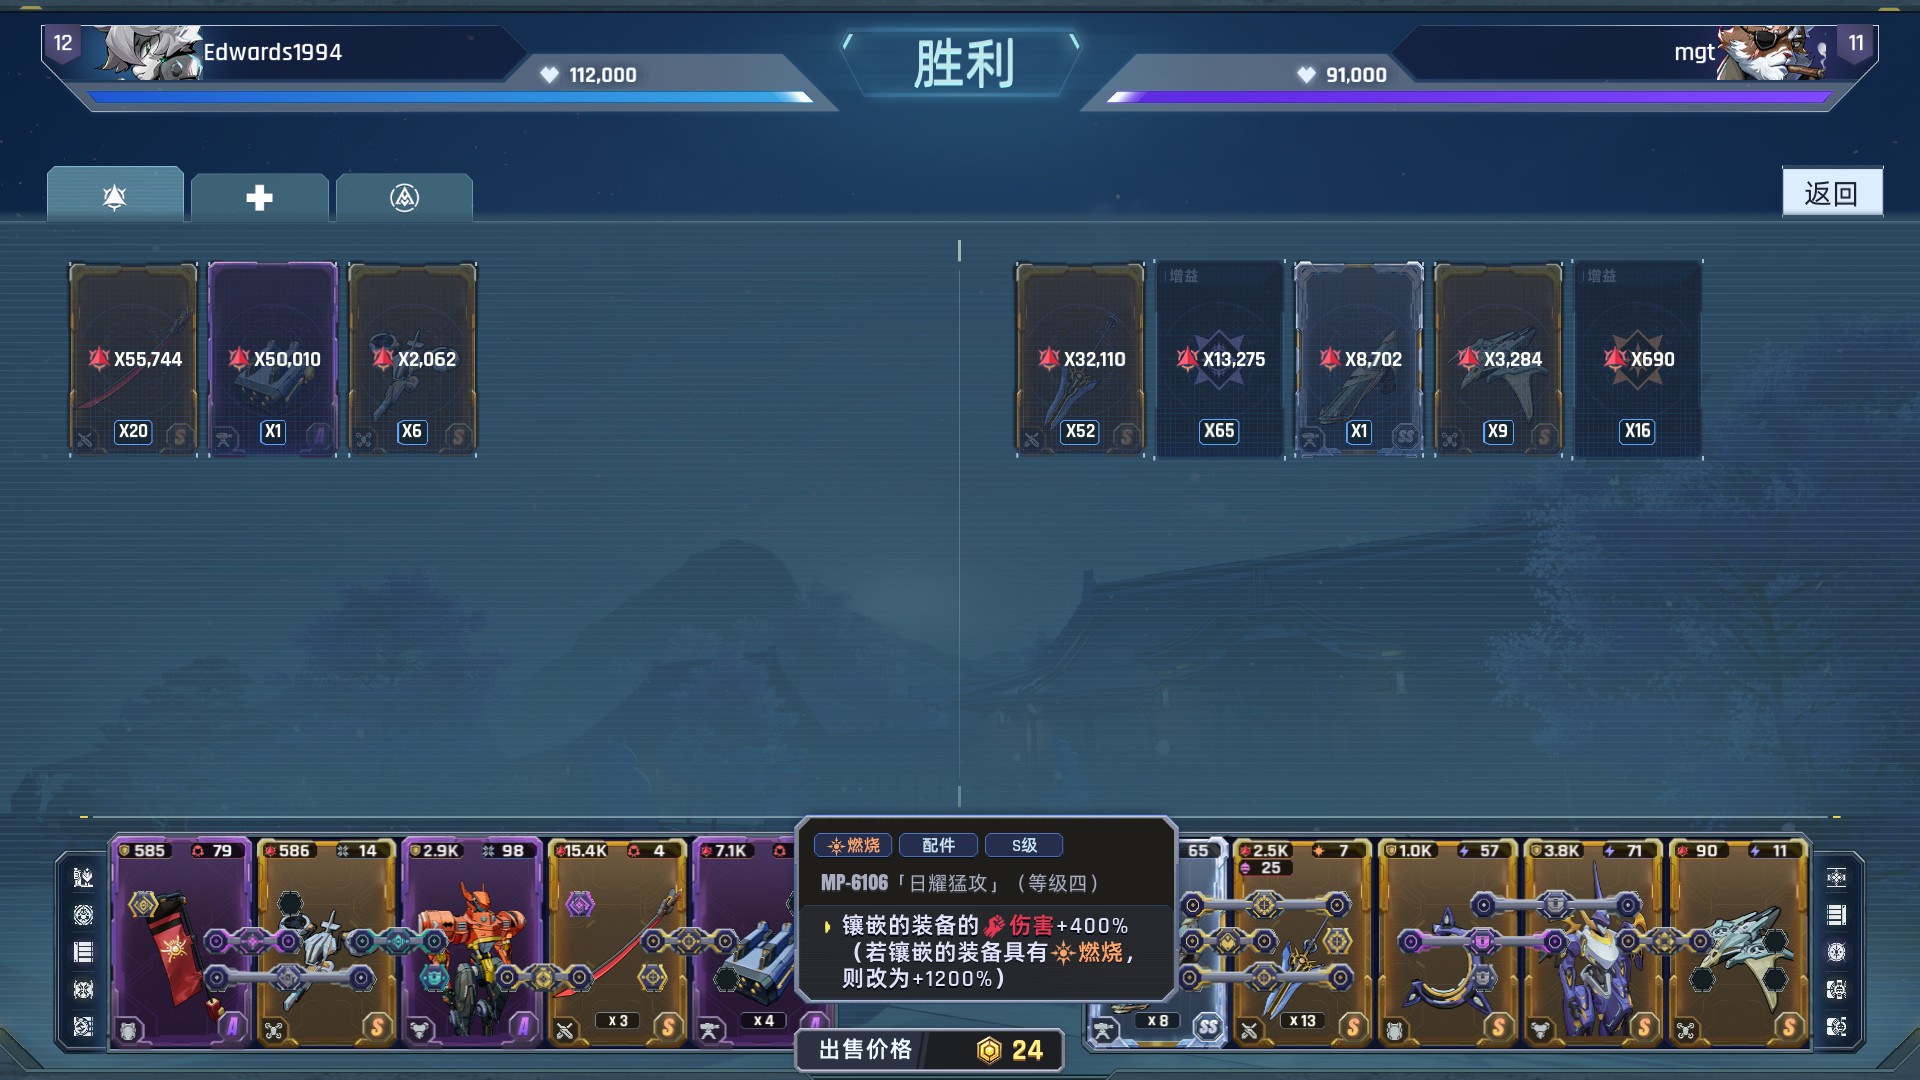 12
Edwards1994
112,000
胜利
91,000
mgt
11
返回
X55,744
X50,010
X2,062
X20
X1
X6
S
A
S
增益
增益
X32,110
X13,275
X8,702
X3,284
X690
X52
X65
X1
X9
X16
S
SS
S
585
79
586
14
2.9K
98
15.4K
4
7.1K
65
2.5K
7
25
1.0K
57
3.8K
71
90
11
燃烧
配件
S级
MP-6106「日耀猛攻」（等级四）
镶嵌的装备的伤害+400%
（若镶嵌的装备具有燃烧，
则改为+1200%）
A
S
A
X3
S
X4
A
X8
SS
X13
S
S
S
S
出售价格
24